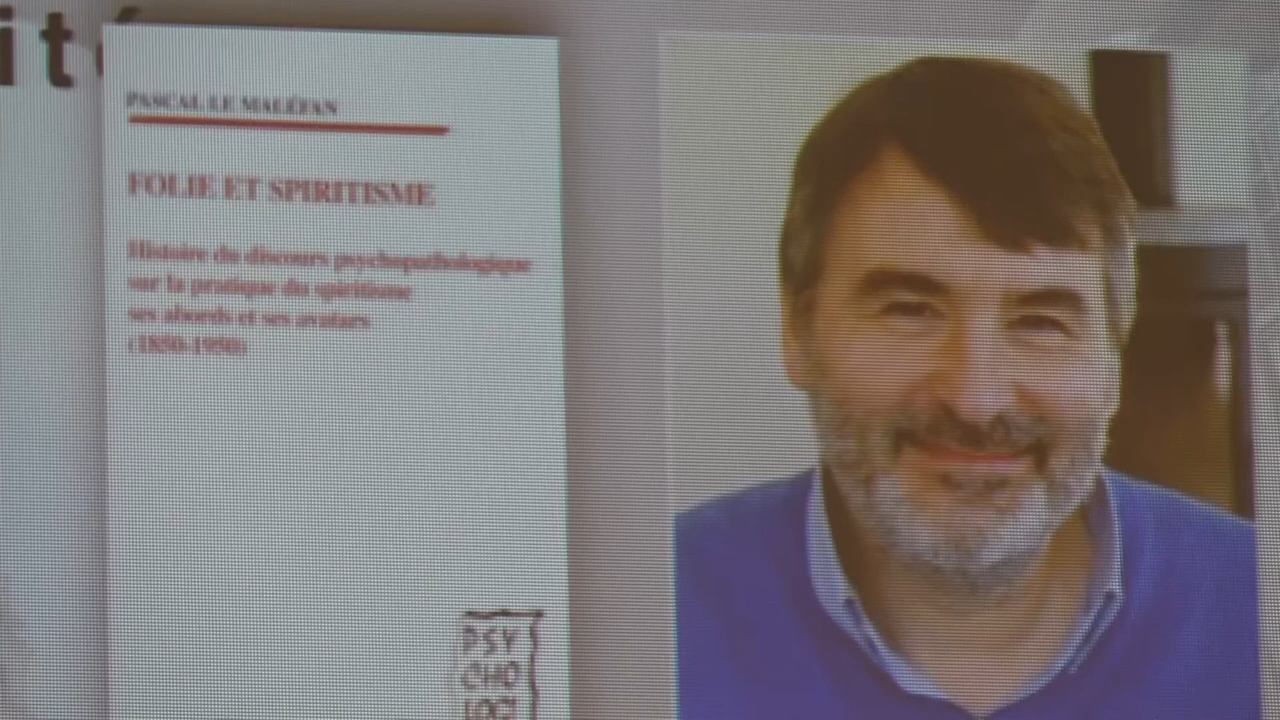 ité
PASCAL LE MALÉFAN
FOLIE ET SPIRITISME
Histoire du discours psychopathologique
sur la pratique du spiritisme
ses abords et ses avatars
(1850-1950)
PSY
CHO
LOGI